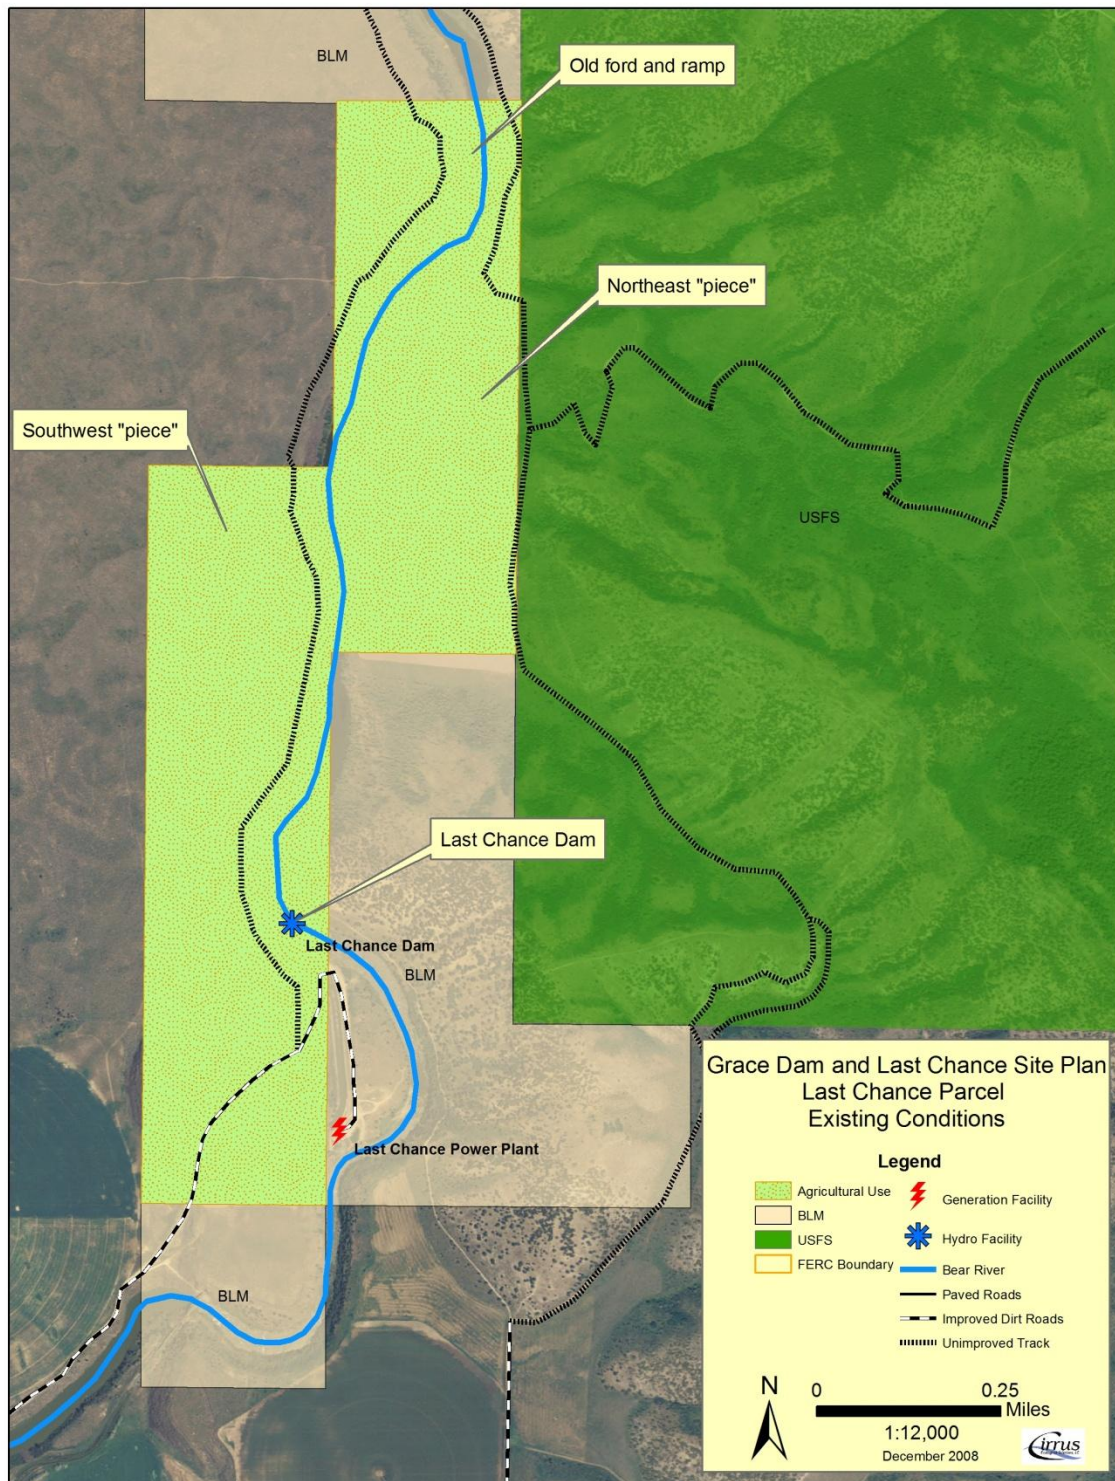 BLM
Old ford and ramp
Northeast "piece"
Southwest "piece"
USFS
Last Chance Dam
Last Chance Dam
BLM
Last Chance Power Plant
BLM
Grace Dam and Last Chance Site Plan
Last Chance Parcel
Existing Conditions
Legend
Agricultural Use
BLM
USFS
FERC Boundary
Generation Facility
Hydro Facility
Bear River
Paved Roads
Improved Dirt Roads
Unimproved Track
N
0 0.25
Miles
1:12,000
December 2008
Cirrus